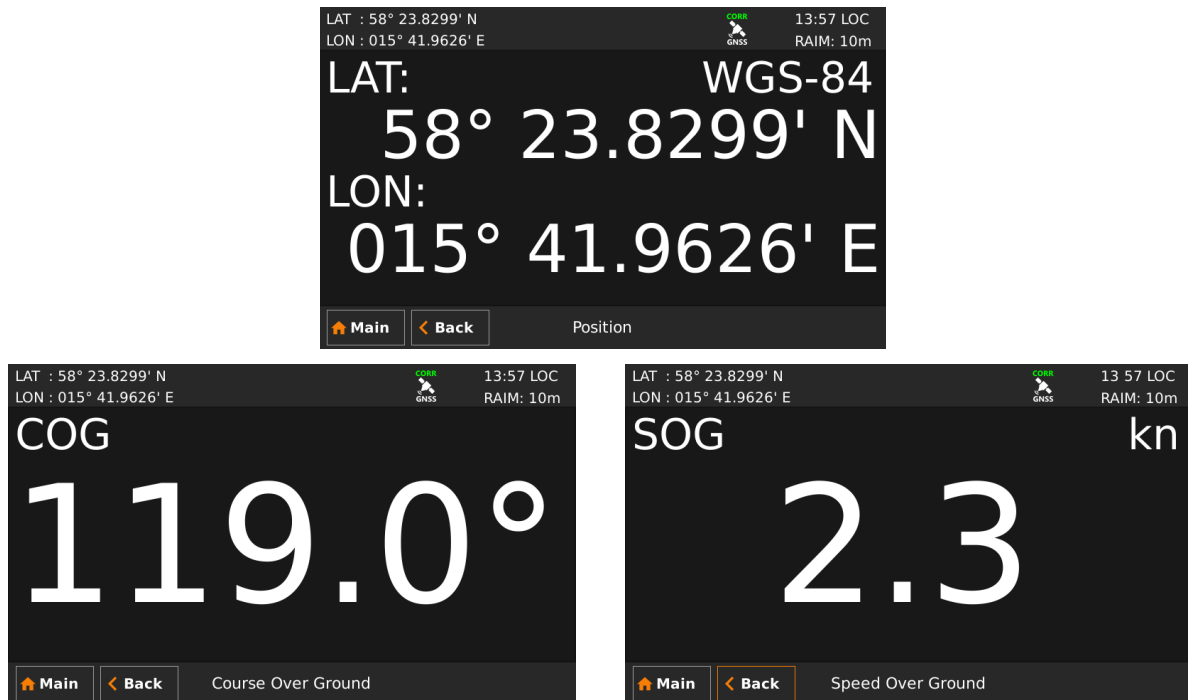 LAT : 58° 23.8299' N
CORR
13:57 LOC
LON : 015° 41.9626' E
GNSS
RAIM: 10m
LAT:
WGS-84
58° 23.8299' N
LON:
015° 41.9626' E
Main
Back
Position
LAT : 58° 23.8299' N
CORR
13:57 LOC
LON : 015° 41.9626' E
GNSS
RAIM: 10m
COG
119.0°
Main
Back
Course Over Ground
LAT : 58° 23.8299' N
CORR
13 57 LOC
LON : 015° 41.9626' E
GNSS
RAIM: 10m
SOG
kn
2.3
Main
Back
Speed Over Ground